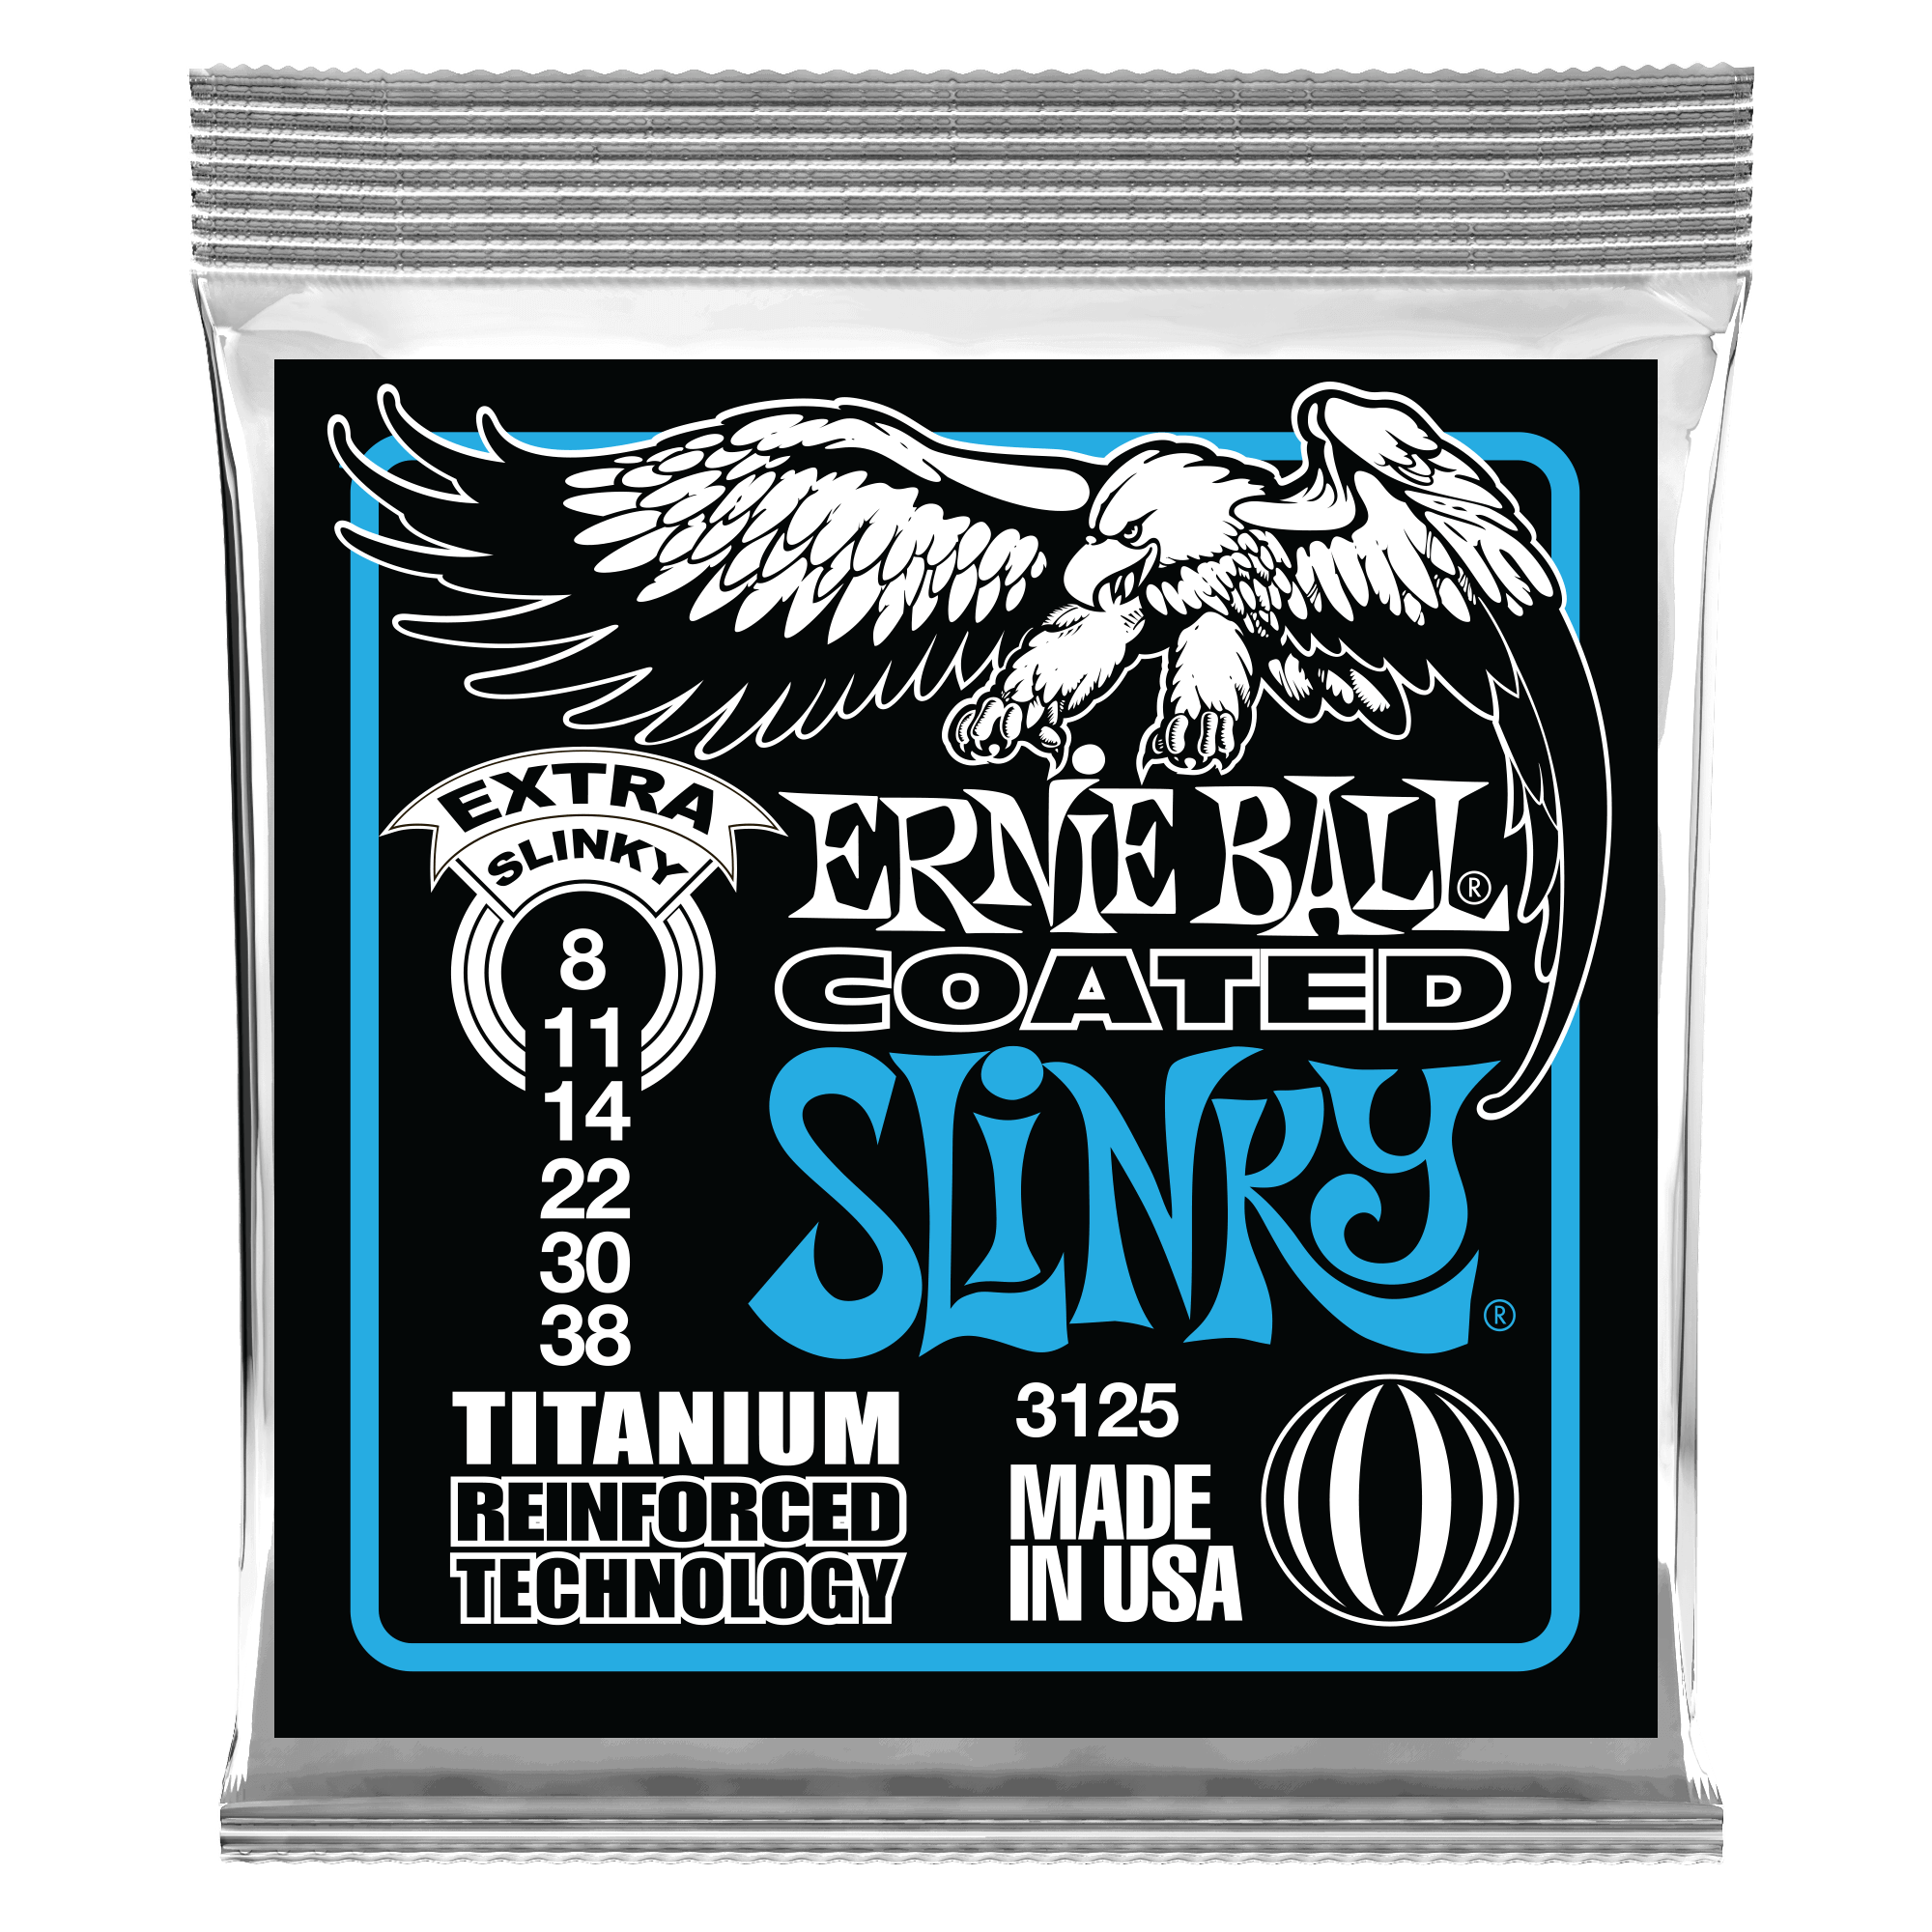 EXTRA
SLINKY
8
11
14
22
30
38
ERNIE BALL®
COATED
SLINKY®
TITANIUM
REINFORCED
TECHNOLOGY
3125
MADE
IN USA